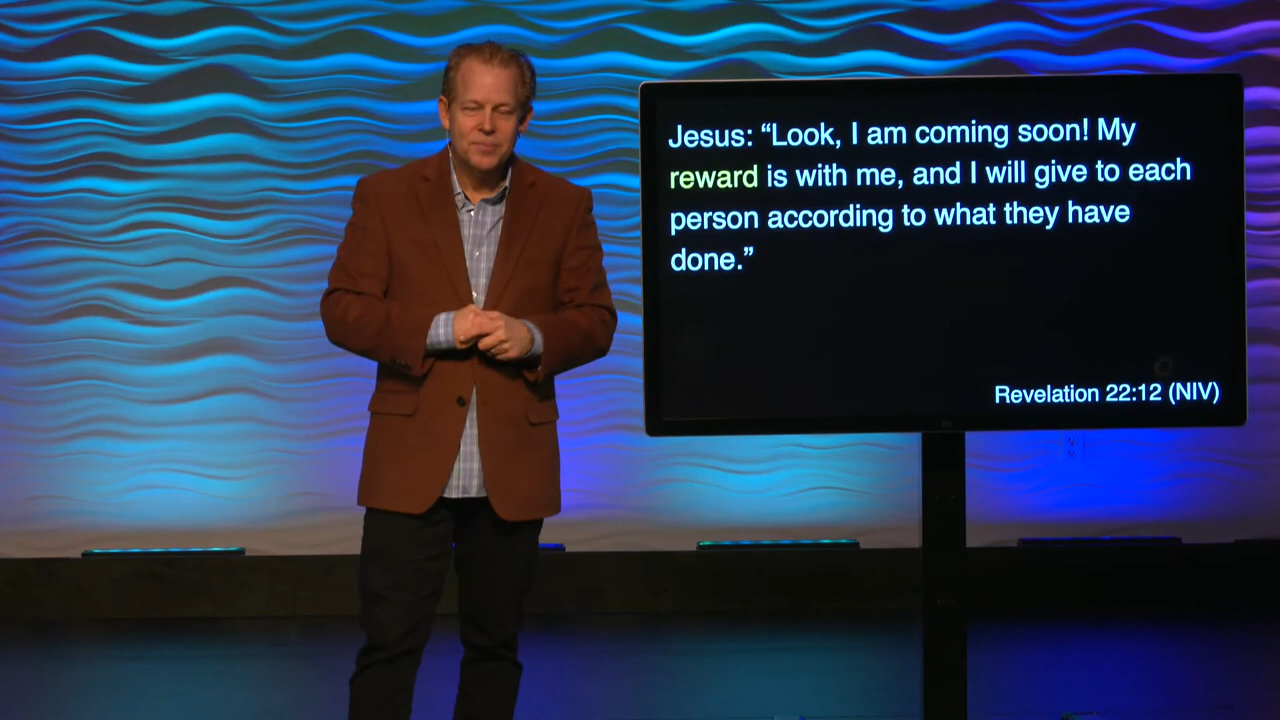 Jesus: “Look, I am coming soon! My
reward is with me, and I will give to each
person according to what they have
done.”
Revelation 22:12 (NIV)